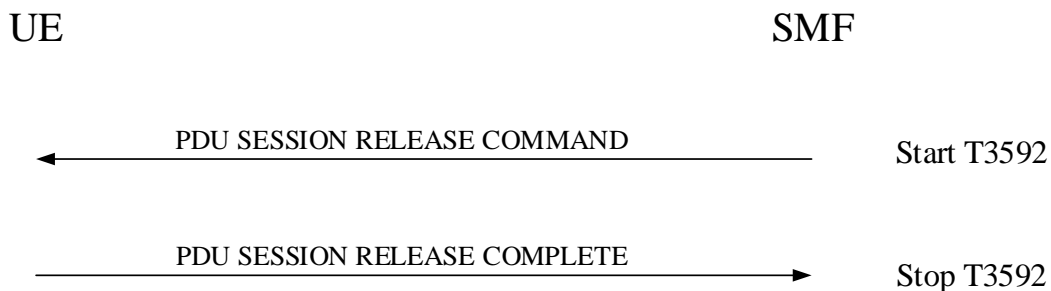 UE SMF
PDU SESSION RELEASE COMMAND Start T3592
PDU SESSION RELEASE COMPLETE Stop T3592